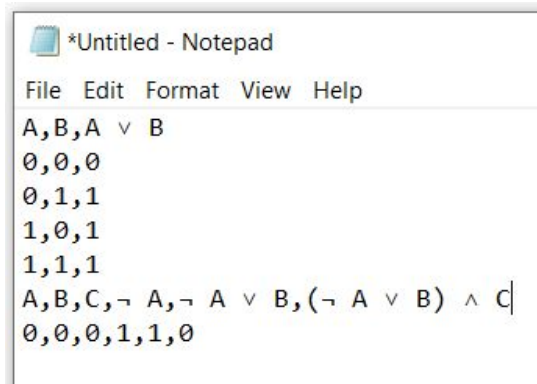 *Untitled - Notepad
File Edit Format View Help
A,B,A ∨ B
0,0,0
0,1,1
1,0,1
1,1,1
A,B,C,¬ A,¬ A ∨ B,(¬ A ∨ B) ∧ C
0,0,0,1,1,0